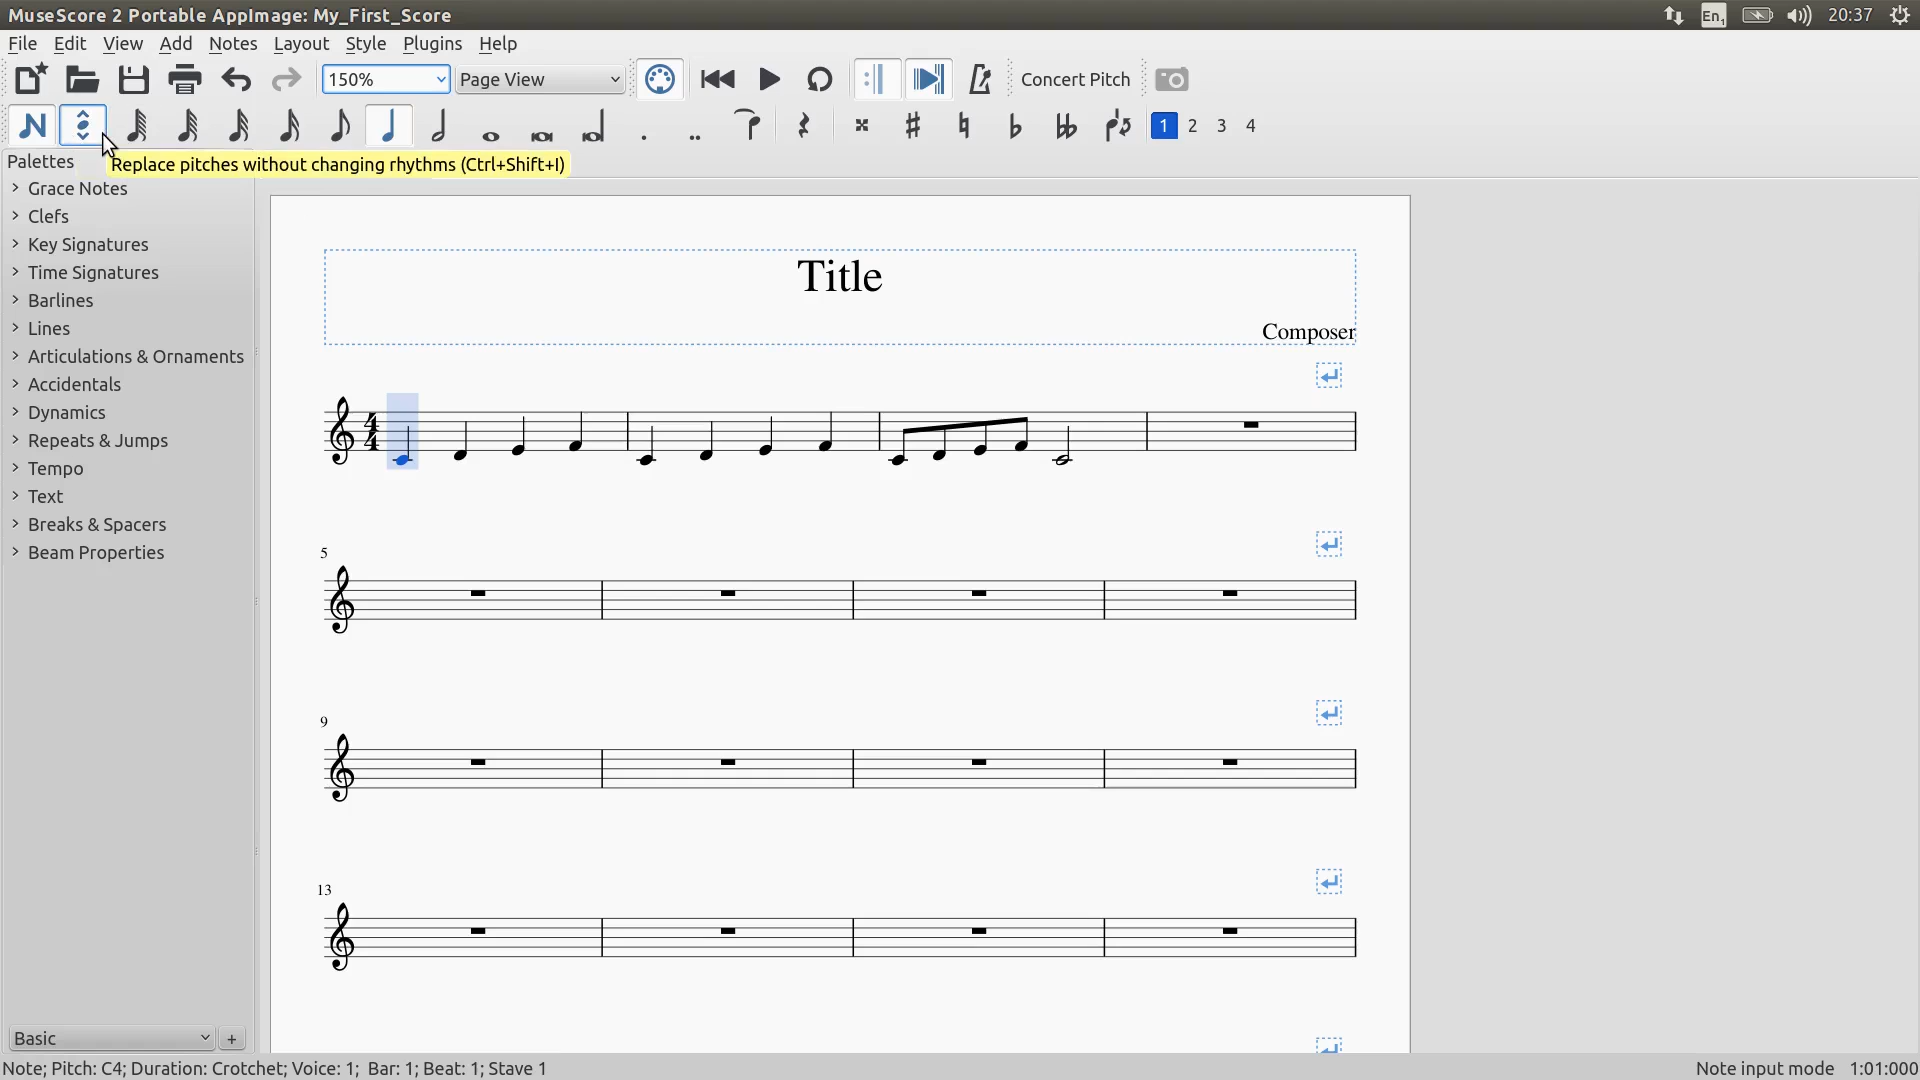 MuseScore 2 Portable AppImage: My_First_Score
En1
20:37
File Edit View Add Notes Layout Style Plugins Help
150% Page View Concert Pitch
1 2 3 4
Palettes
Replace pitches without changing rhythms (Ctrl+Shift+I)
Grace Notes
Clefs
Key Signatures
Time Signatures
Barlines
Lines
Articulations & Ornaments
Accidentals
Dynamics
Repeats & Jumps
Tempo
Text
Breaks & Spacers
Beam Properties
Title
Composer
4
4
5
9
13
Basic +
Note; Pitch: C4; Duration: Crotchet; Voice: 1; Bar: 1; Beat: 1; Stave 1
Note input mode 1:01:000